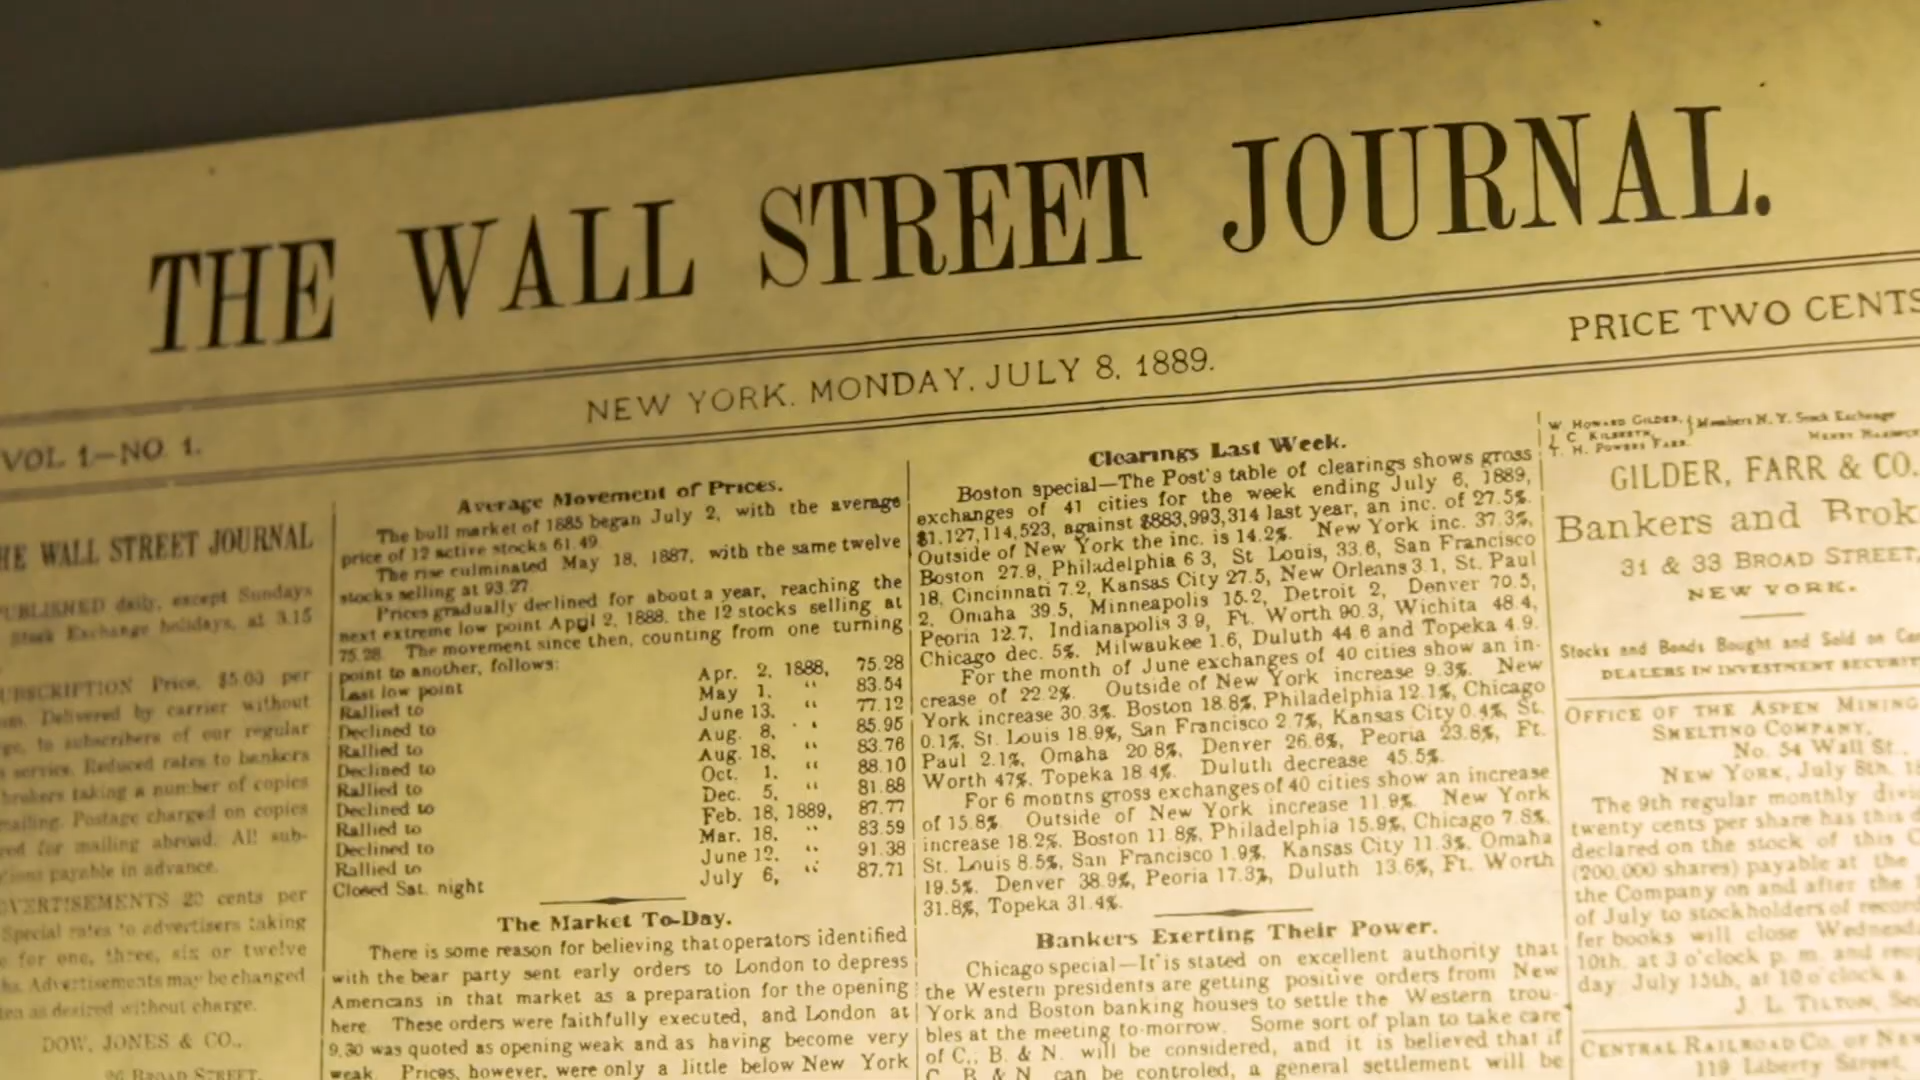 THE WALL STREET JOURNAL.
VOL 1.—NO 1.
NEW YORK, MONDAY, JULY 8, 1889.
PRICE TWO CENTS
HE WALL STREET JOURNAL
PUBLISHED daily, except Sundays
Stock Exchange holidays, at 3.15
SUBSCRIPTION Price, $5.00 per
Delivered by carrier without
to subscribers of our regular
service. Reduced rates to bankers
brokers taking a number of copies
mailing. Postage charged on copies
for mailing abroad. All sub-
payable in advance.
ADVERTISEMENTS 20 cents per
Special rates to advertisers taking
for one, three, six or twelve
Advertisements may be changed
as desired without charge.
DOW, JONES & CO.,
BROAD STREET,
Average Movement of Prices.
The bull market of 1885 began July 2, with the average
price of 12 active stocks 61.49
The rise culminated May 18, 1887, with the same twelve
stocks selling at 93.27
Prices gradually declined for about a year, reaching the
next extreme low point April 2, 1888, the 12 stocks selling at
75.28. The movement since then, counting from one turning
point to another, follows:
Last low point Apr. 2, 1888, 75.28
Rallied to May 1, “ 83.54
Declined to June 13, “ 77.12
Rallied to Aug. 8, “ 85.95
Declined to Aug. 18, “ 83.76
Rallied to Oct. 1, “ 88.10
Declined to Dec. 5, “ 81.88
Rallied to Feb. 18, 1889, 87.77
Declined to Mar. 18, “ 83.59
Rallied to June 12, “ 91.38
Closed Sat. night July 6, “ 87.71
The Market To-Day.
There is some reason for believing that operators identified
with the bear party sent early orders to London to depress
Americans in that market as a preparation for the opening
here. These orders were faithfully executed, and London at
9.30 was quoted as opening weak and as having become very
weak. Prices, however, were only a little below New York
Clearings Last Week.
Boston special—The Post's table of clearings shows gross
exchanges of 41 cities for the week ending July 6, 1889,
$1,127,114,523, against $883,993,314 last year, an inc. of 27.5%.
Outside of New York the inc. is 14.2%. New York inc. 37.3%,
Boston 27.9, Philadelphia 6 3, St Louis, 33.6, San Francisco
18, Cincinnati 7.2, Kansas City 27.5, New Orleans 3 1, St. Paul
2, Omaha 39.5, Minneapolis 15.2, Detroit 2, Denver 70.5,
Peoria 12.7, Indianapolis 3.9, Ft. Worth 90.3, Wichita 48.4,
Chicago dec. 5%. Milwaukee 1.6, Duluth 44 6 and Topeka 4.9.
For the month of June exchanges of 40 cities show an in-
crease of 22 2%. Outside of New York increase 9.3%. New
York increase 30.3%. Boston 18.8%, Philadelphia 12.1%, Chicago
0.1%, St. Louis 18.9%, San Francisco 2.7%, Kansas City 0.4%, St.
Paul 2.1%, Omaha 20.8%, Denver 26.6%, Peoria 23.8%, Ft.
Worth 47%, Topeka 18.4%. Duluth decrease 45.5%.
For 6 montns gross exchanges of 40 cities show an increase
of 15.8%. Outside of New York increase 11.9%. New York
increase 18.2%. Boston 11.8%, Philadelphia 15.9%, Chicago 7.8%,
St. Louis 8.5%, San Francisco 1.9%, Kansas City 11.3%, Omaha
19.5%, Denver 38.9%, Peoria 17.3%, Duluth 13.6%, Ft. Worth
31.8%, Topeka 31.4%.
Bankers Exerting Their Power.
Chicago special—It is stated on excellent authority that
the Western presidents are getting positive orders from New
York and Boston banking houses to settle the Western trou-
bles at the meeting to-morrow. Some sort of plan to take care
of C., B. & N. will be considered, and it is believed that if
C. B. & N. can be controled, a general settlement will be
W HOWARD GILDER, Members N. Y. Stock Exchange
T. H. POWERS FARR.
GILDER, FARR & CO.
Bankers and Brok
31 & 33 BROAD STREET,
NEW YORK.
Stocks and Bonds Bought and Sold on
DEALERS IN INVESTMENT SECURIT
OFFICE OF THE ASPEN MINING
SMELTING COMPANY,
No. 54 Wall St.,
NEW YORK, July 8th,
The 9th regular monthly
twenty cents per share has this
declared on the stock of this
(200,000 shares) payable at the
the Company on and after the
of July to stockholders of record
fer books will close Wednesda
10th, at 3 o'clock p. m. and
day July 15th, at 10 o'clock a
J. L. TILTON,
CENTRAL RAILROAD CO. OF
119 Liberty Street,